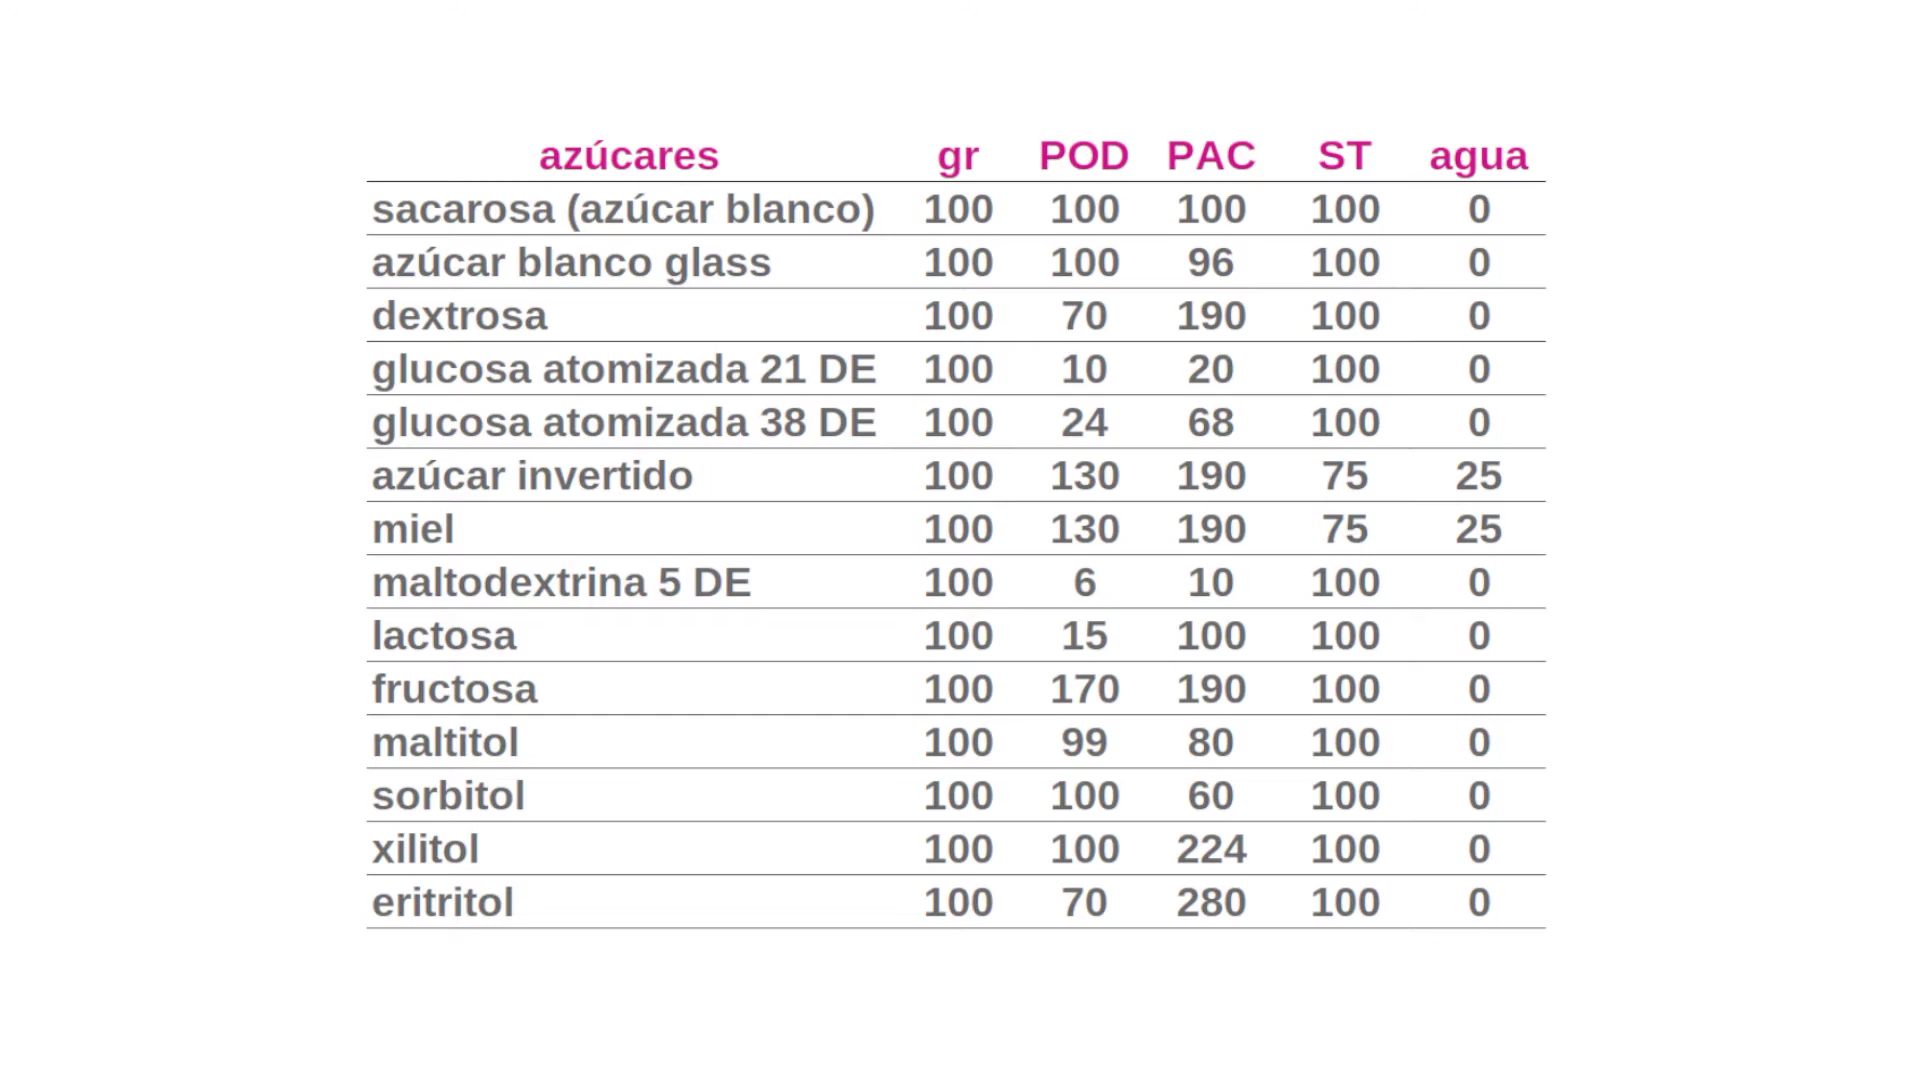 azúcares gr POD PAC ST agua
sacarosa (azúcar blanco) 100 100 100 100 0
azúcar blanco glass 100 100 96 100 0
dextrosa 100 70 190 100 0
glucosa atomizada 21 DE 100 10 20 100 0
glucosa atomizada 38 DE 100 24 68 100 0
azúcar invertido 100 130 190 75 25
miel 100 130 190 75 25
maltodextrina 5 DE 100 6 10 100 0
lactosa 100 15 100 100 0
fructosa 100 170 190 100 0
maltitol 100 99 80 100 0
sorbitol 100 100 60 100 0
xilitol 100 100 224 100 0
eritritol 100 70 280 100 0